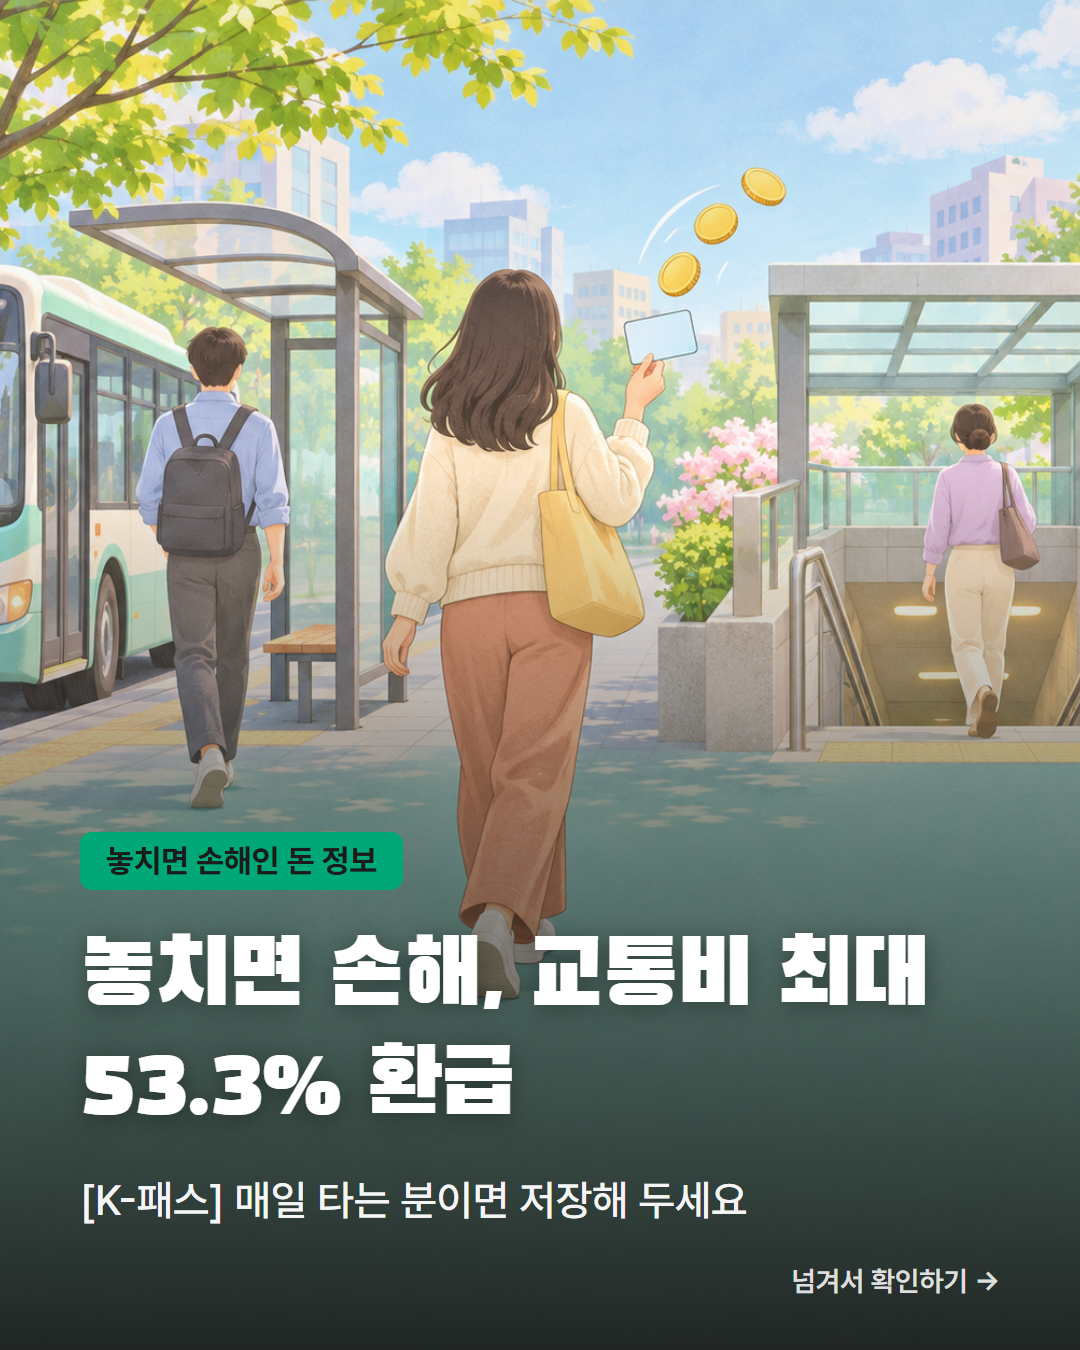 놓치면 손해인 돈 정보
놓치면 손해, 교통비 최대
53.3% 환급
[K-패스] 매일 타는 분이면 저장해 두세요
넘겨서 확인하기 →